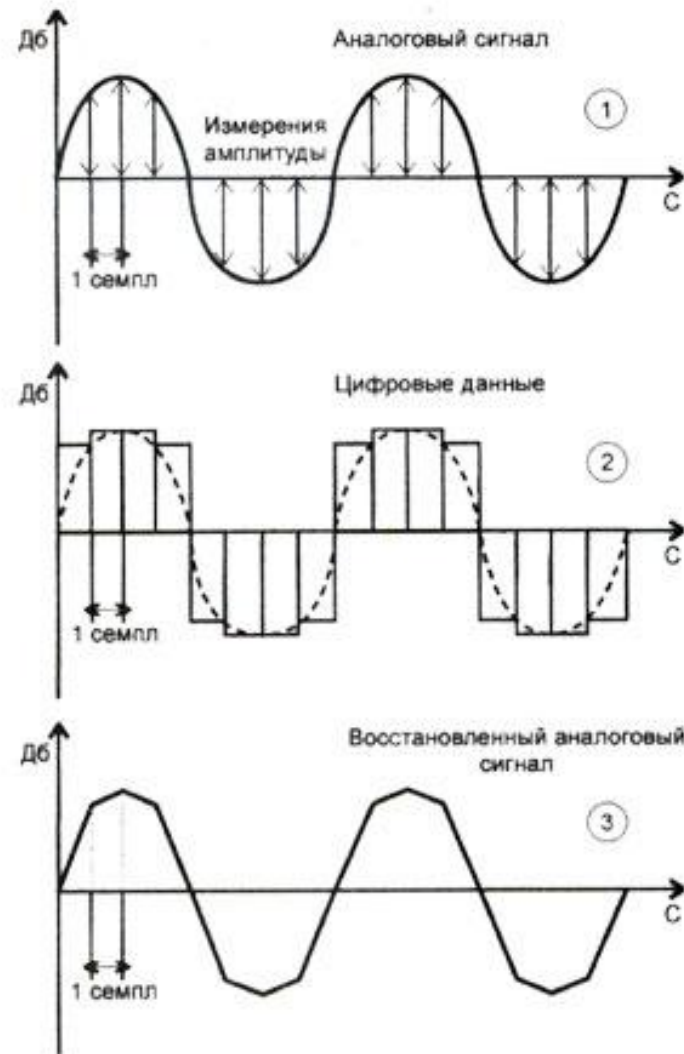 Дб
Аналоговый сигнал
1
Измерения
амплитуды
С
1 семпл
Дб
Цифровые данные
2
С
1 семпл
Дб
Восстановленный аналоговый
сигнал
3
С
1 семпл